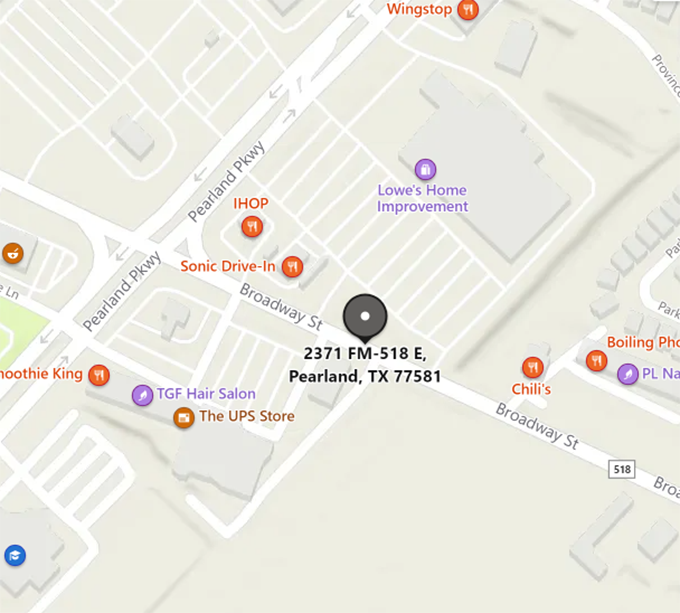 Wingstop
Province
Pearland Pkwy
Lowe's Home
Improvement
IHOP
Sonic Drive-In
Pearland Pkwy
Broadway St
e Ln
2371 FM-518 E,
Pearland, TX 77581
Boiling Pho
PL Na
Chili's
moothie King
TGF Hair Salon
The UPS Store
Broadway St
518
Broa
Park